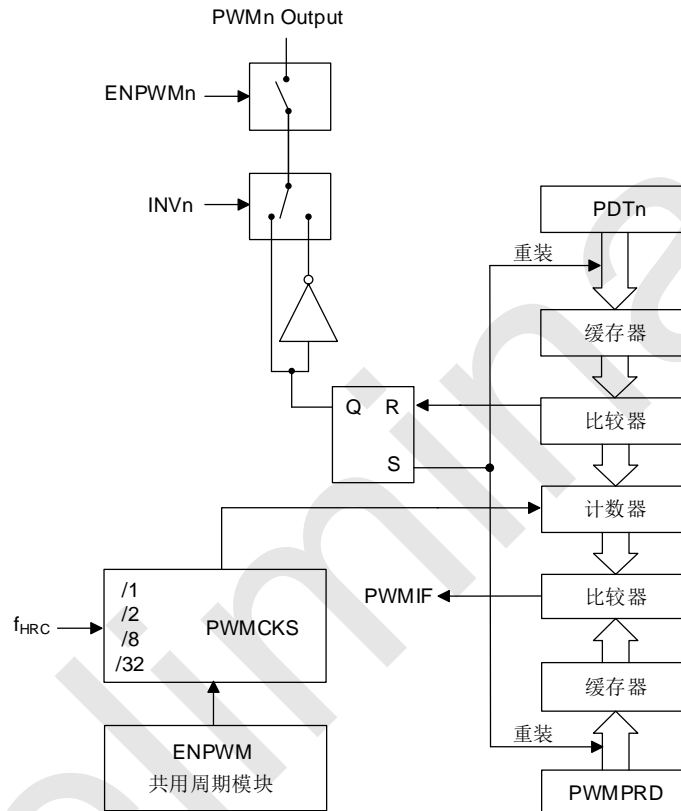 PWMn Output
ENPWMn
INVn
PDTn
重装
缓存器
Q R
S
比较器
计数器
/1
/2
/8
/32
PWMCKS
fHRC
PWMIF
比较器
缓存器
ENPWM
共用周期模块
重装
PWMPRD